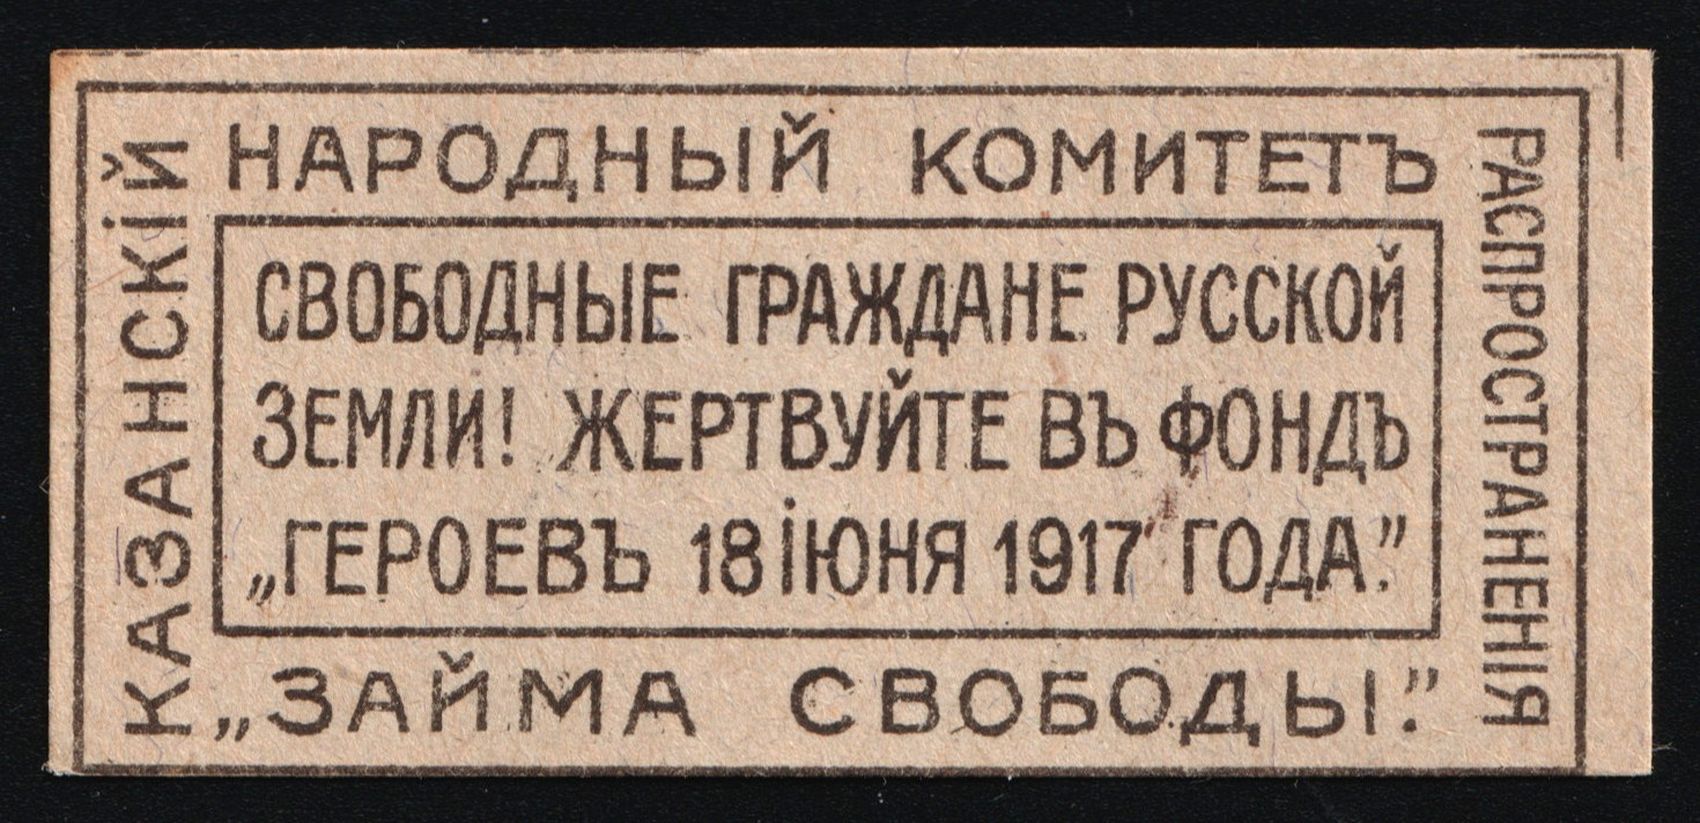 КАЗАНСКІЙ
НАРОДНЫЙ КОМИТЕТЪ
РАСПРОСТРАНЕНІЯ
„ЗАЙМА СВОБОДЫ.”
СВОБОДНЫЕ ГРАЖДАНЕ РУССКОЙ
ЗЕМЛИ! ЖЕРТВУЙТЕ ВЪ ФОНДЪ
„ГЕРОЕВЪ 18 ІЮНЯ 1917 ГОДА.”